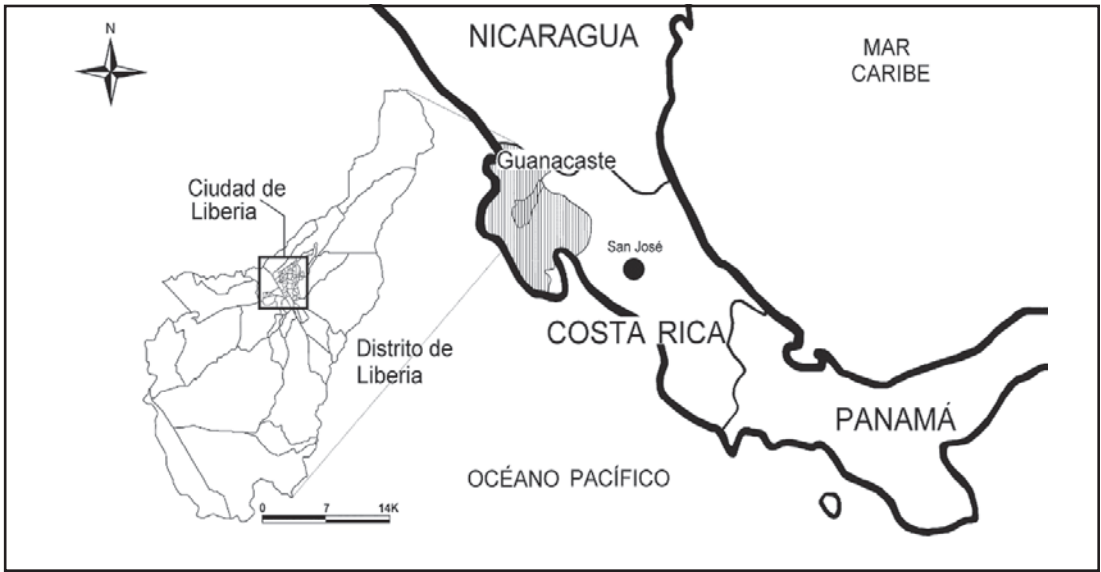 N
NICARAGUA
MAR
CARIBE
Guanacaste
Ciudad de
Liberia
San José
COSTA RICA
Distrito de
Liberia
PANAMÁ
OCÉANO PACÍFICO
0 7 14K